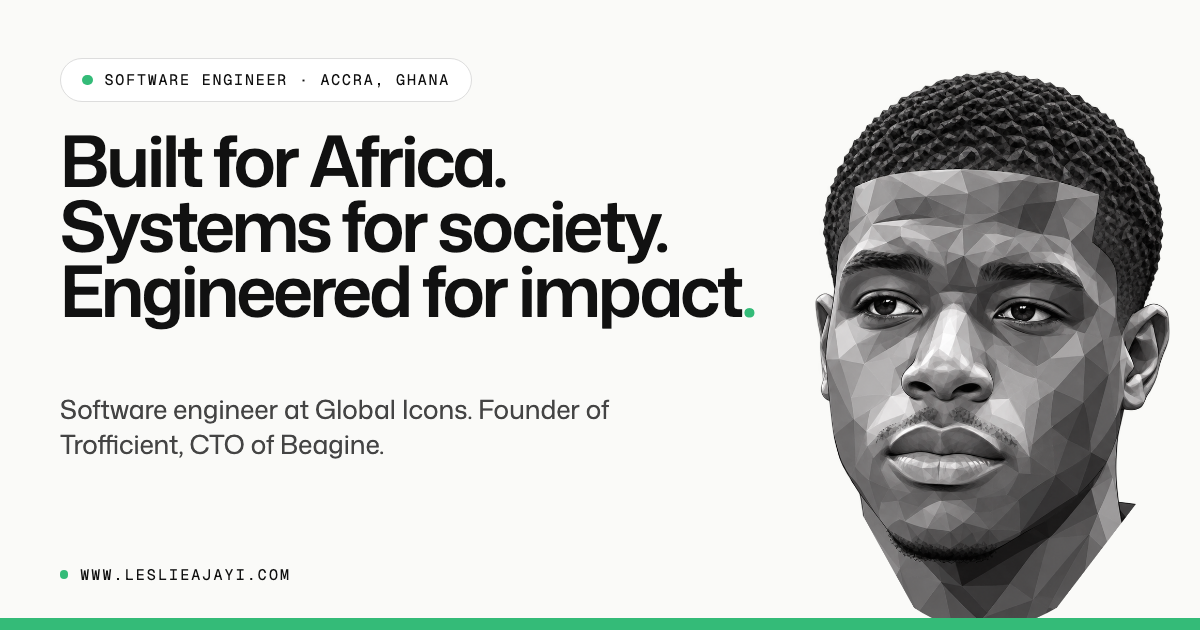 SOFTWARE ENGINEER · ACCRA, GHANA
Built for Africa.
Systems for society.
Engineered for impact.
Software engineer at Global Icons. Founder of
Trofficient, CTO of Beagine.
WWW.LESLIEAJAYI.COM